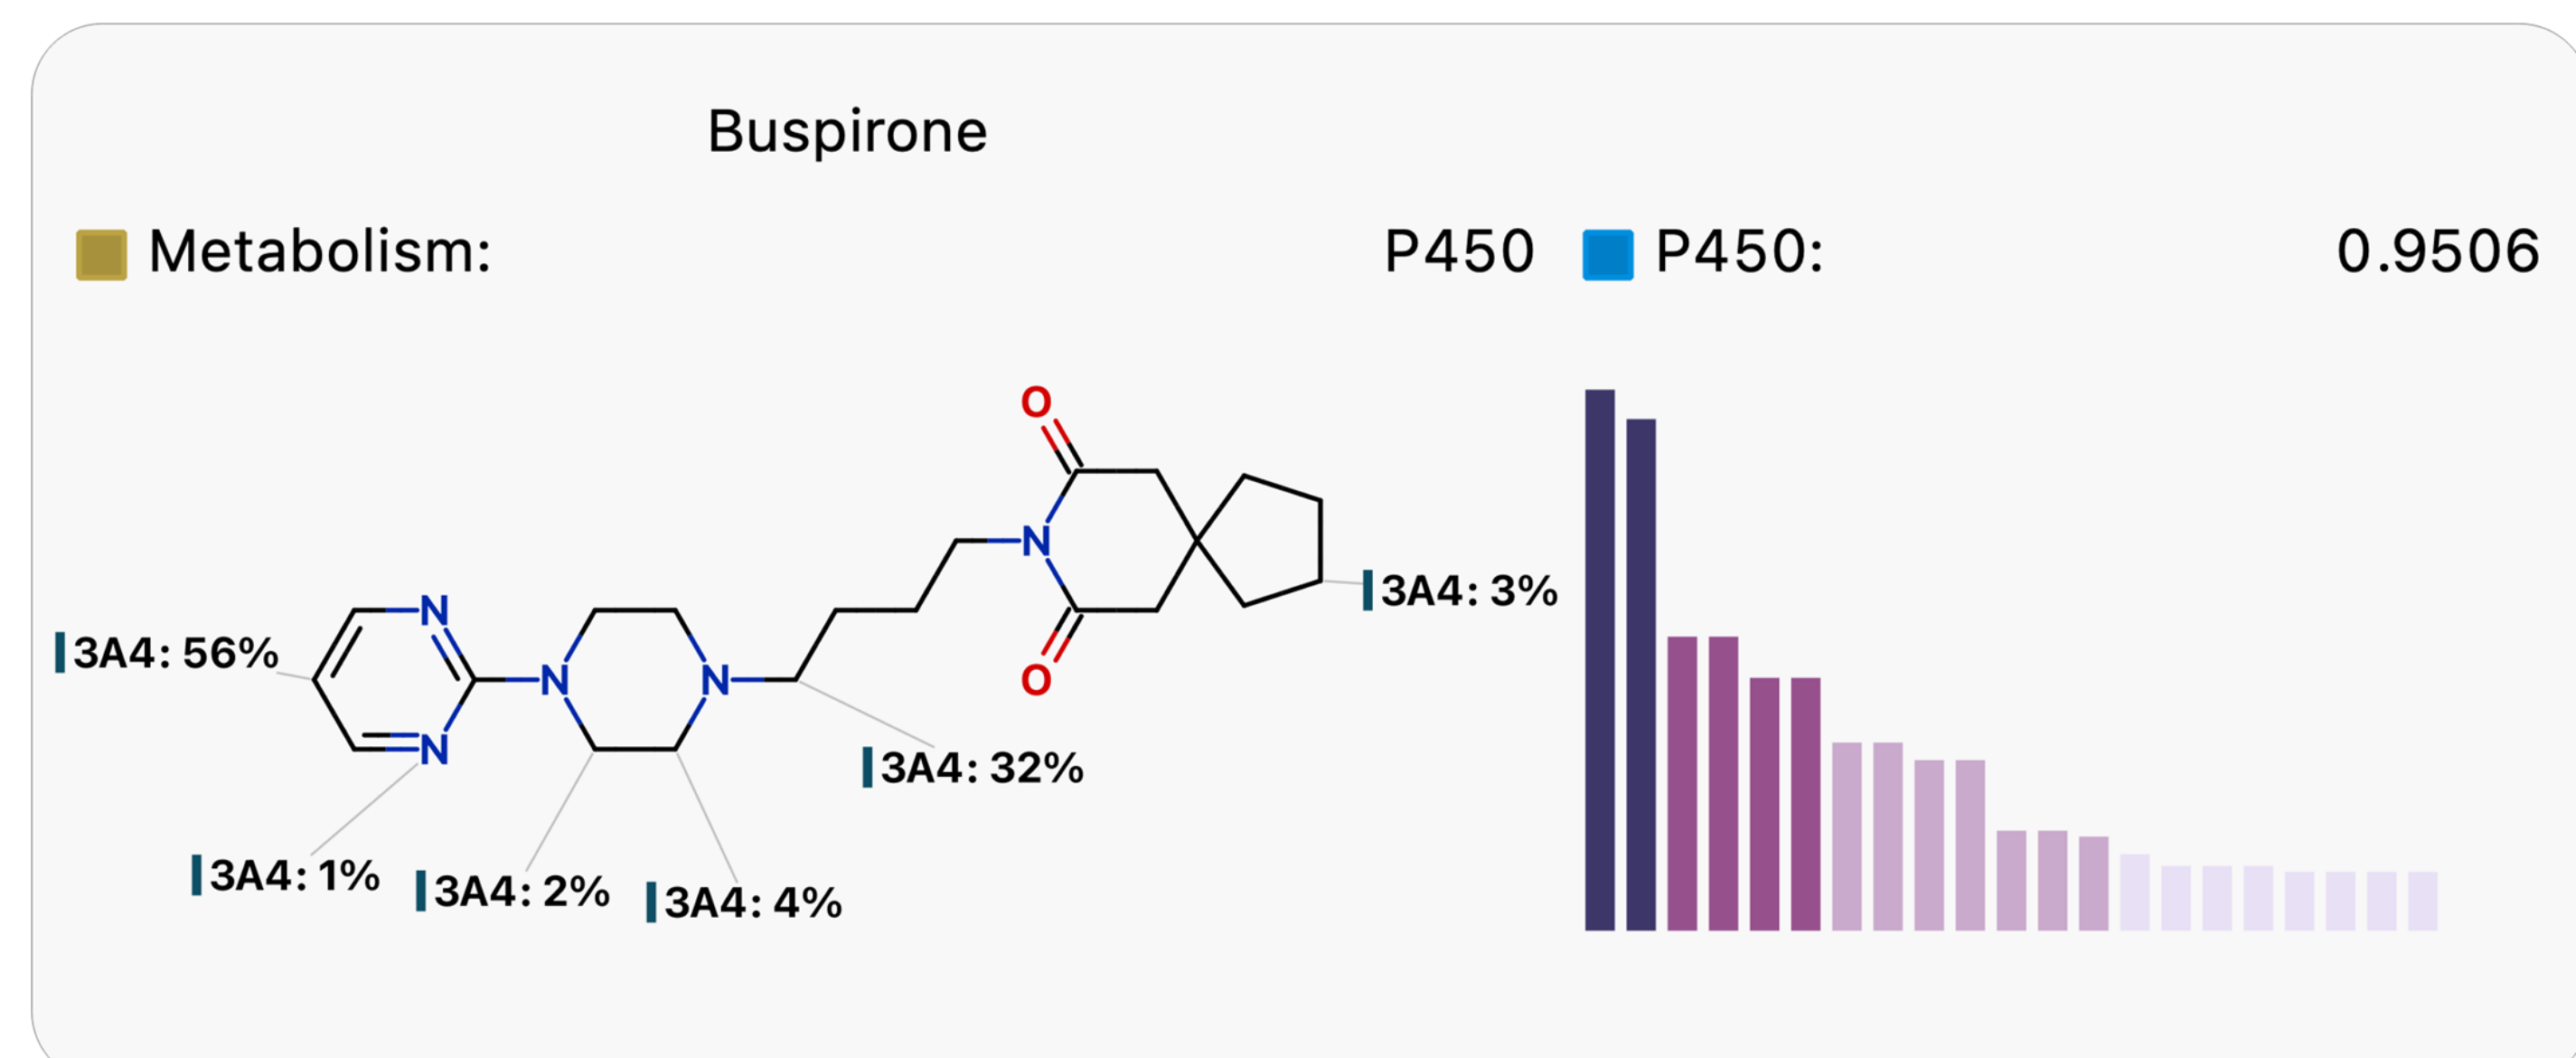 Buspirone
Metabolism: P450
P450: 0.9506
O
N
3A4: 3%
N
3A4: 56%
N
N
O
N
3A4: 32%
3A4: 1%
3A4: 2%
3A4: 4%